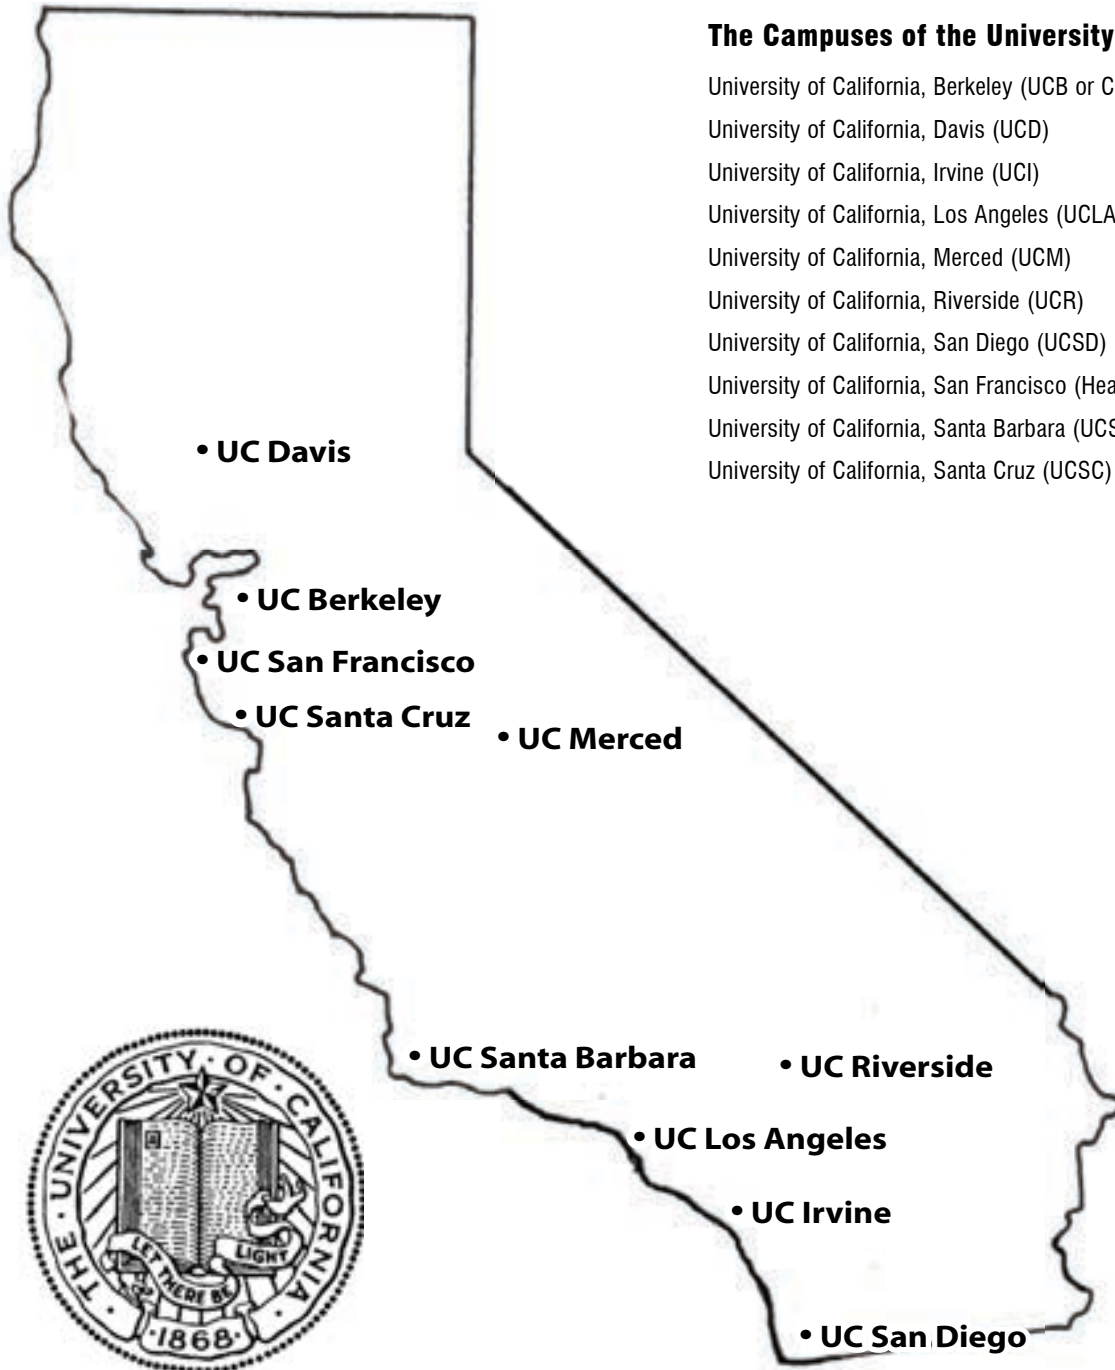 The Campuses of the University
University of California, Berkeley (UCB or C
University of California, Davis (UCD)
University of California, Irvine (UCI)
University of California, Los Angeles (UCLA
University of California, Merced (UCM)
University of California, Riverside (UCR)
University of California, San Diego (UCSD)
University of California, San Francisco (Hea
University of California, Santa Barbara (UCS
University of California, Santa Cruz (UCSC)
• UC Davis
• UC Berkeley
• UC San Francisco
• UC Santa Cruz
• UC Merced
• UC Santa Barbara
• UC Riverside
• UC Los Angeles
• UC Irvine
• UC San Diego
THE · UNIVERSITY · OF · CALIFORNIA ·
LET THERE BE LIGHT
·1868·